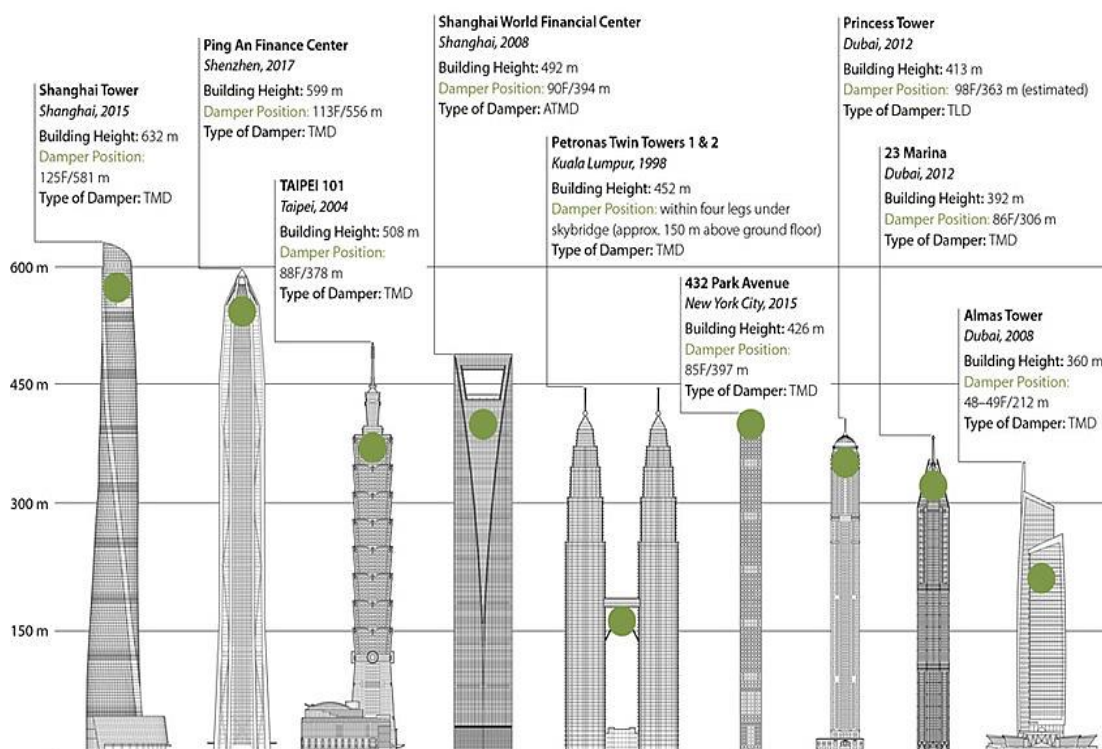 Shanghai Tower
Shanghai, 2015
Building Height: 632 m
Damper Position:
125F/581 m
Type of Damper: TMD
Ping An Finance Center
Shenzhen, 2017
Building Height: 599 m
Damper Position: 113F/556 m
Type of Damper: TMD
TAIPEI 101
Taipei, 2004
Building Height: 508 m
Damper Position:
88F/378 m
Type of Damper: TMD
Shanghai World Financial Center
Shanghai, 2008
Building Height: 492 m
Damper Position: 90F/394 m
Type of Damper: ATMD
Petronas Twin Towers 1 & 2
Kuala Lumpur, 1998
Building Height: 452 m
Damper Position: within four legs under
skybridge (approx. 150 m above ground floor)
Type of Damper: TMD
432 Park Avenue
New York City, 2015
Building Height: 426 m
Damper Position:
85F/397 m
Type of Damper: TMD
Princess Tower
Dubai, 2012
Building Height: 413 m
Damper Position: 98F/363 m (estimated)
Type of Damper: TLD
23 Marina
Dubai, 2012
Building Height: 392 m
Damper Position: 86F/306 m
Type of Damper: TMD
Almas Tower
Dubai, 2008
Building Height: 360 m
Damper Position:
48–49F/212 m
Type of Damper: TMD
600 m
450 m
300 m
150 m